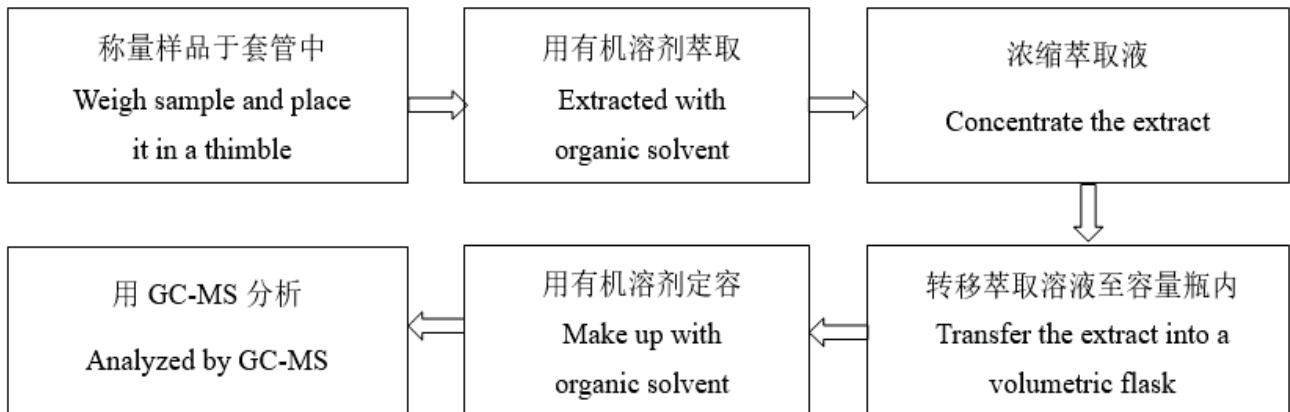 称量样品于套管中
Weigh sample and place
it in a thimble
用有机溶剂萃取
Extracted with
organic solvent
浓缩萃取液
Concentrate the extract
转移萃取溶液至容量瓶内
Transfer the extract into a
volumetric flask
用有机溶剂定容
Make up with
organic solvent
用 GC-MS 分析
Analyzed by GC-MS